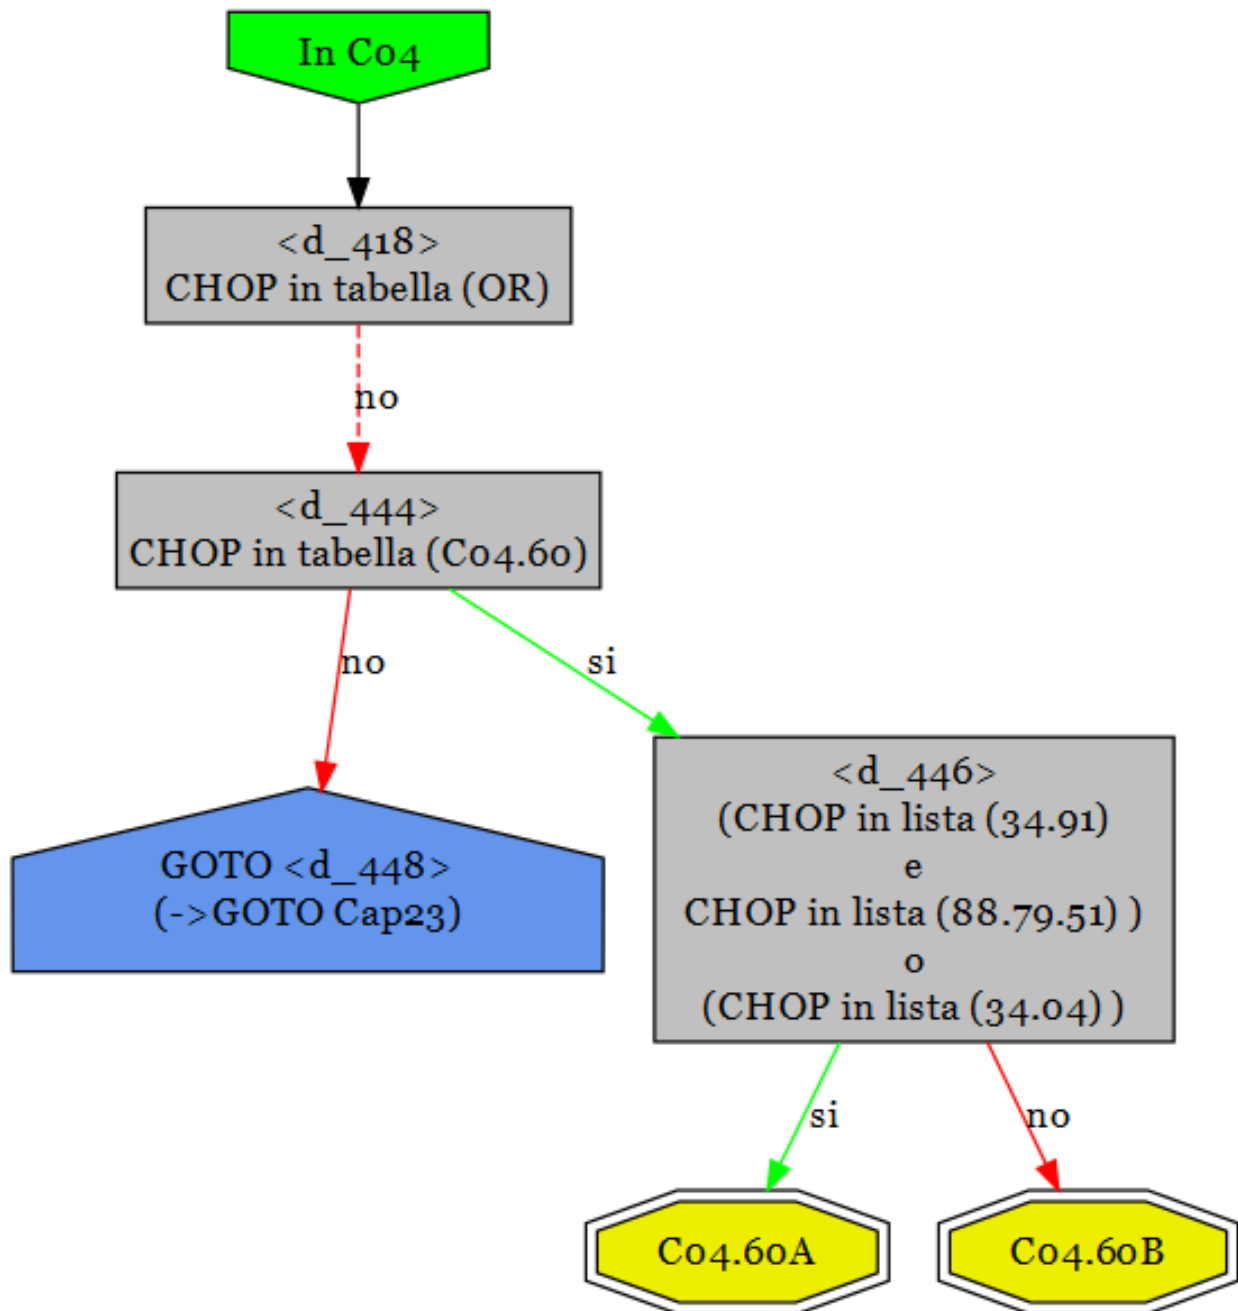 In C04
<d_418>
CHOP in tabella (OR)
no
<d_444>
CHOP in tabella (C04.60)
no
si
<d_446>
(CHOP in lista (34.91)
e
CHOP in lista (88.79.51) )
o
(CHOP in lista (34.04) )
GOTO <d_448>
(->GOTO Cap23)
si
no
C04.60A
C04.60B